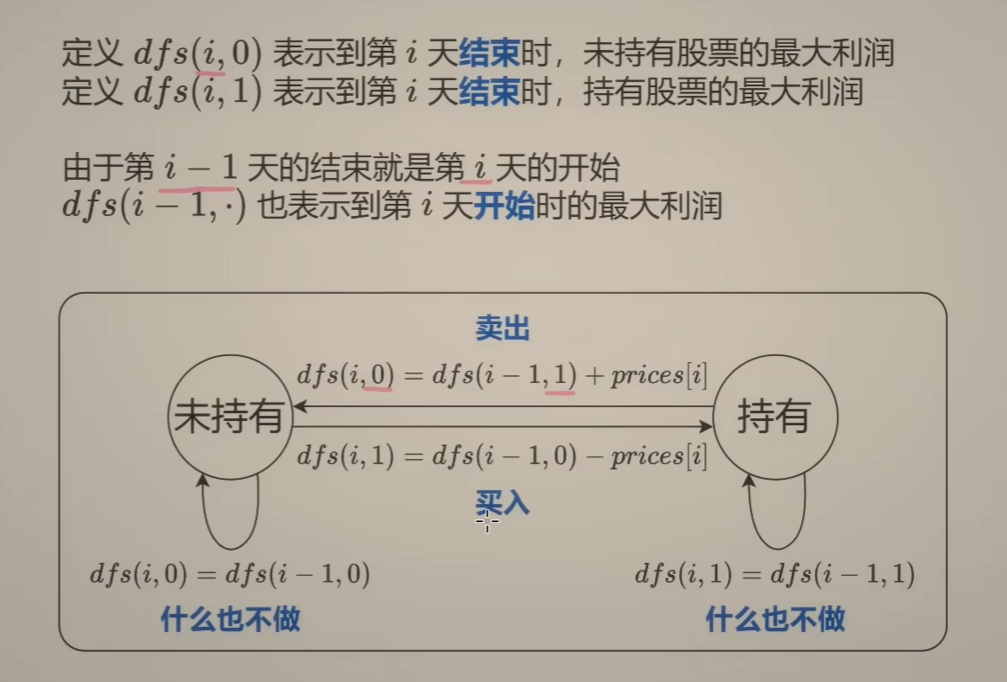 定义 dfs(i, 0) 表示到第 i 天结束时，未持有股票的最大利润
定义 dfs(i, 1) 表示到第 i 天结束时，持有股票的最大利润
由于第 i − 1 天的结束就是第 i 天的开始
dfs(i − 1, ·) 也表示到第 i 天开始时的最大利润
卖出
dfs(i, 0) = dfs(i − 1, 1) + prices[i]
未持有
持有
dfs(i, 1) = dfs(i − 1, 0) − prices[i]
买入
dfs(i, 0) = dfs(i − 1, 0)
dfs(i, 1) = dfs(i − 1, 1)
什么也不做
什么也不做